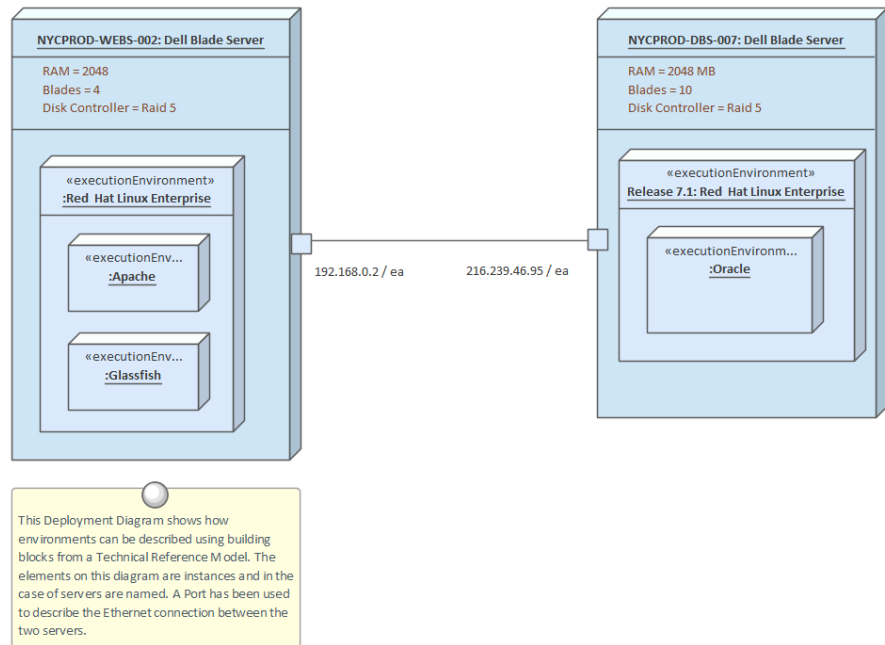 NYCPROD-WEBS-002: Dell Blade Server
RAM = 2048
Blades = 4
Disk Controller = Raid 5
«executionEnvironment»
:Red Hat Linux Enterprise
«executionEnv...
:Apache
«executionEnv...
:Glassfish
192.168.0.2 / ea
216.239.46.95 / ea
NYCPROD-DBS-007: Dell Blade Server
RAM = 2048 MB
Blades = 10
Disk Controller = Raid 5
«executionEnvironment»
Release 7.1: Red Hat Linux Enterprise
«executionEnvironm...
:Oracle
This Deployment Diagram shows how
environments can be described using building
blocks from a Technical Reference Model. The
elements on this diagram are instances and in the
case of servers are named. A Port has been used
to describe the Ethernet connection between the
two servers.